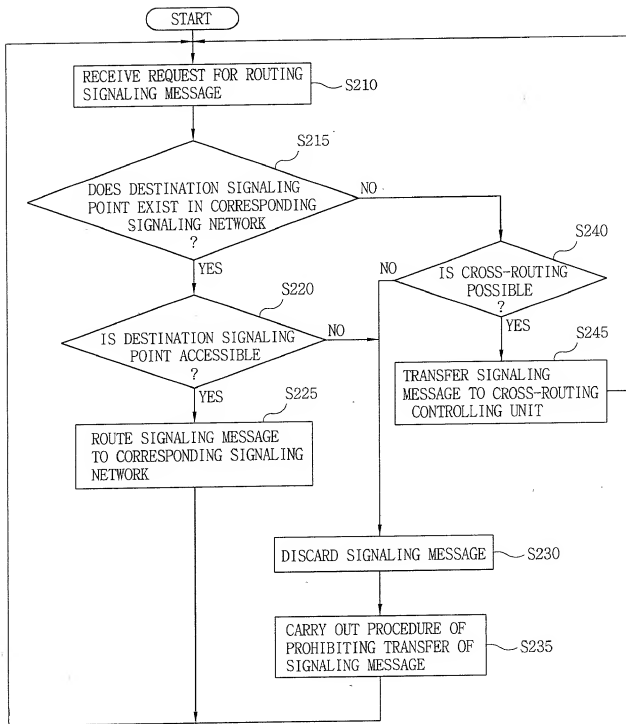 START
RECEIVE REQUEST FOR ROUTING
SIGNALING MESSAGE
S210
S215
DOES DESTINATION SIGNALING
POINT EXIST IN CORRESPONDING
SIGNALING NETWORK
?
NO
YES
S240
IS CROSS-ROUTING
POSSIBLE
?
NO
YES
S220
IS DESTINATION SIGNALING
POINT ACCESSIBLE
?
NO
YES
S245
TRANSFER SIGNALING
MESSAGE TO CROSS-ROUTING
CONTROLLING UNIT
S225
ROUTE SIGNALING MESSAGE
TO CORRESPONDING SIGNALING
NETWORK
DISCARD SIGNALING MESSAGE
S230
CARRY OUT PROCEDURE OF
PROHIBITING TRANSFER OF
SIGNALING MESSAGE
S235